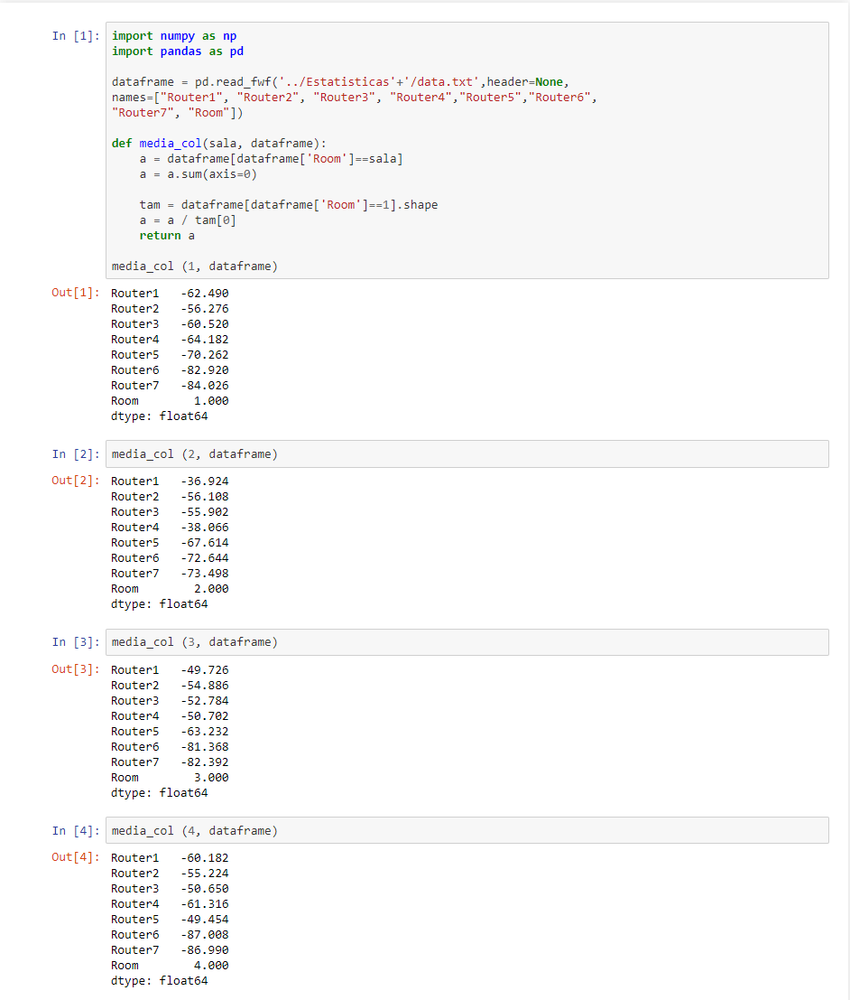 In [1]: import numpy as np
import pandas as pd
dataframe = pd.read_fwf('../Estatisticas'+'/data.txt',header=None,
names=["Router1", "Router2", "Router3", "Router4","Router5","Router6",
"Router7", "Room"])
def media_col(sala, dataframe):
    a = dataframe[dataframe['Room']==sala]
    a = a.sum(axis=0)
    tam = dataframe[dataframe['Room']==1].shape
    a = a / tam[0]
    return a
media_col (1, dataframe)
Out[1]: Router1   -62.490
Router2   -56.276
Router3   -60.520
Router4   -64.182
Router5   -70.262
Router6   -82.920
Router7   -84.026
Room        1.000
dtype: float64
In [2]: media_col (2, dataframe)
Out[2]: Router1   -36.924
Router2   -56.108
Router3   -55.902
Router4   -38.066
Router5   -67.614
Router6   -72.644
Router7   -73.498
Room        2.000
dtype: float64
In [3]: media_col (3, dataframe)
Out[3]: Router1   -49.726
Router2   -54.886
Router3   -52.784
Router4   -50.702
Router5   -63.232
Router6   -81.368
Router7   -82.392
Room        3.000
dtype: float64
In [4]: media_col (4, dataframe)
Out[4]: Router1   -60.182
Router2   -55.224
Router3   -50.650
Router4   -61.316
Router5   -49.454
Router6   -87.008
Router7   -86.990
Room        4.000
dtype: float64